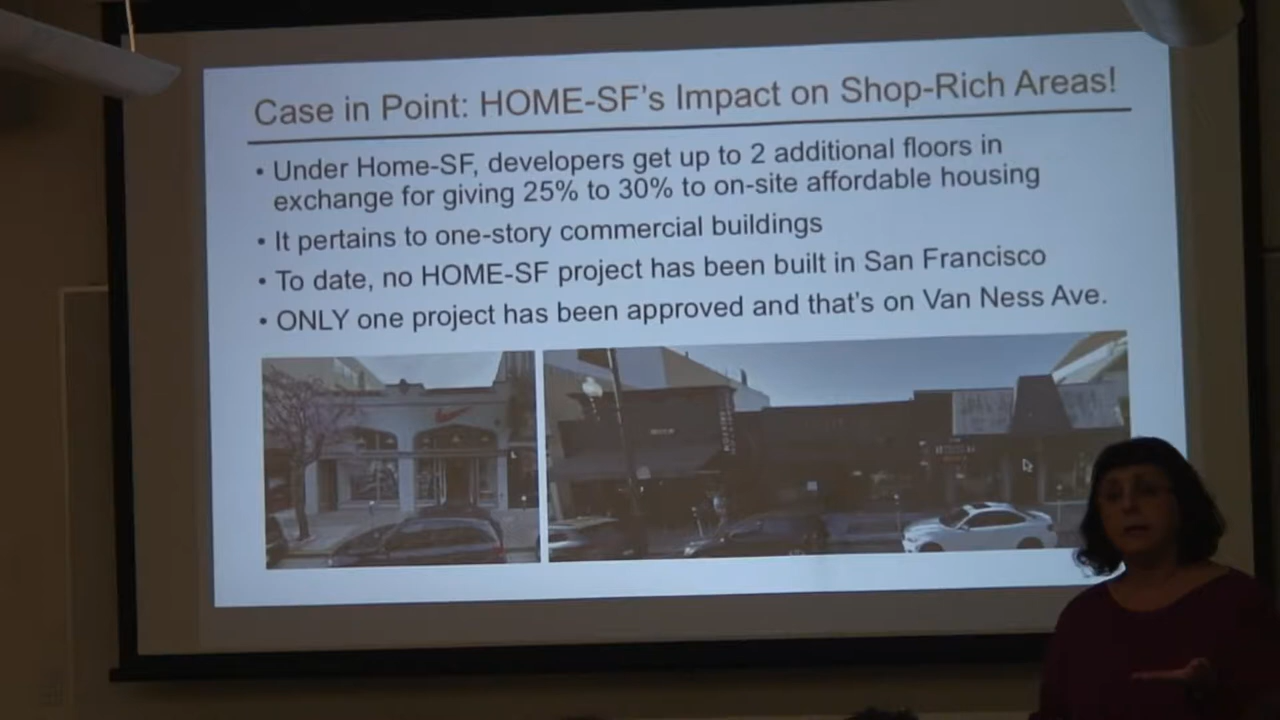 Case in Point: HOME-SF's Impact on Shop-Rich Areas!
• Under Home-SF, developers get up to 2 additional floors in
exchange for giving 25% to 30% to on-site affordable housing
• It pertains to one-story commercial buildings
• To date, no HOME-SF project has been built in San Francisco
• ONLY one project has been approved and that's on Van Ness Ave.